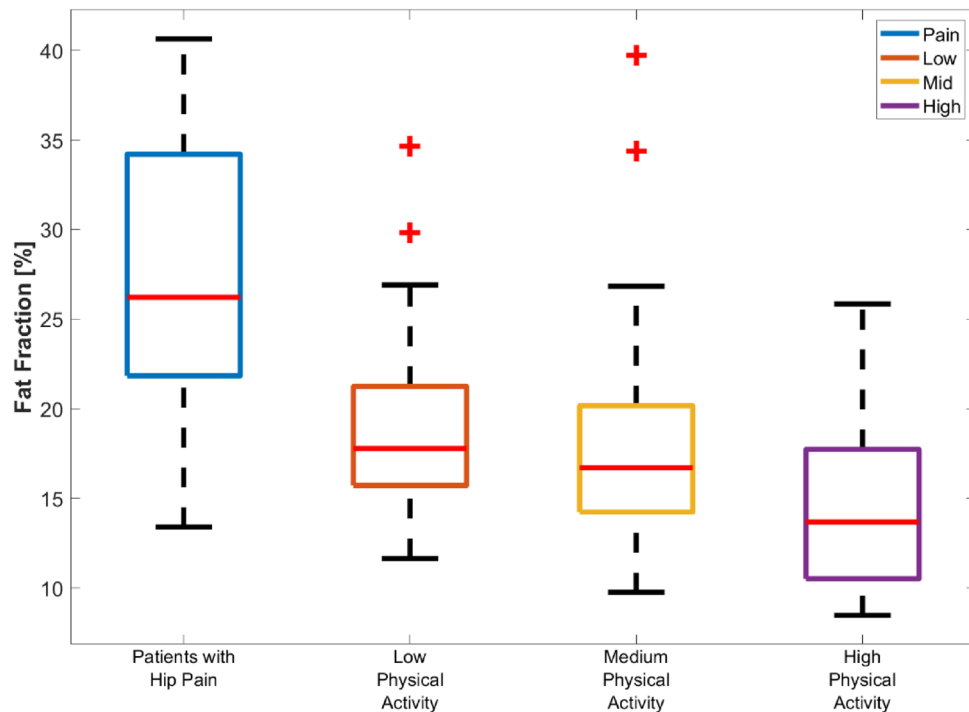 40
35
30
25
20
15
10
Fat Fraction [%]
Pain
Low
Mid
High
Patients with
Hip Pain
Low
Physical
Activity
Medium
Physical
Activity
High
Physical
Activity